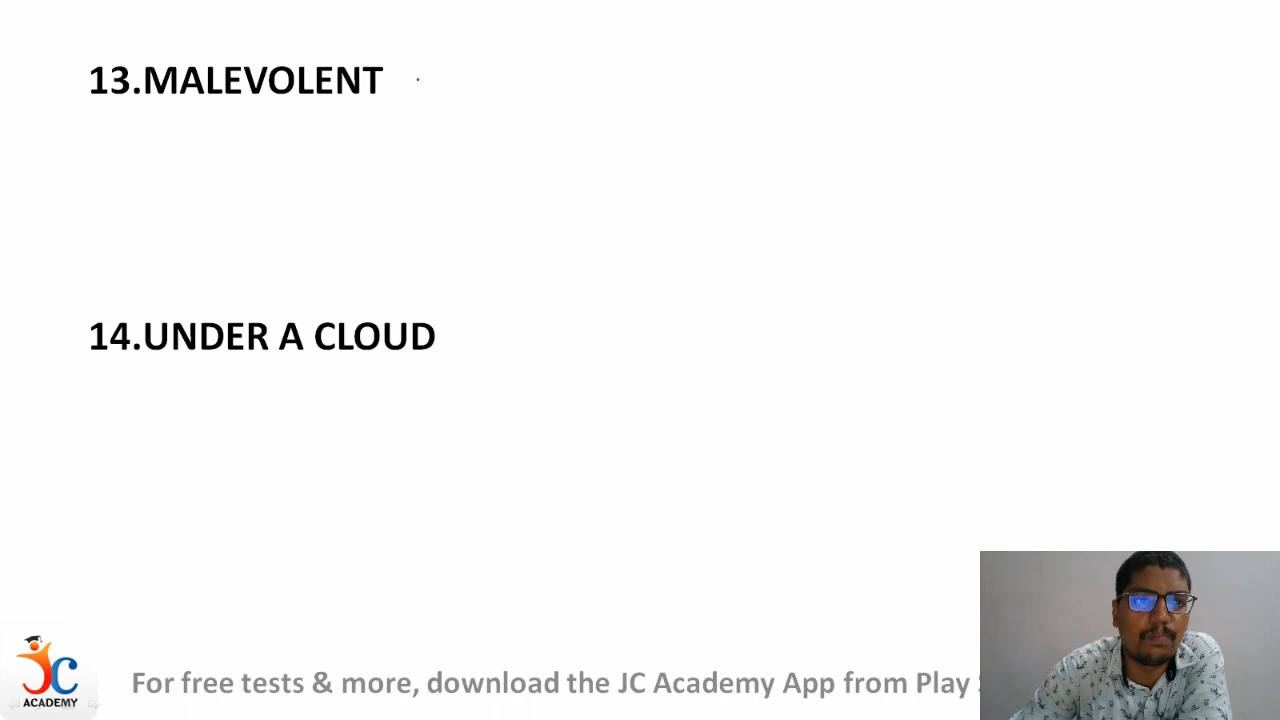 13.MALEVOLENT
14.UNDER A CLOUD
For free tests & more, download the JC Academy App from Play
JC
ACADEMY